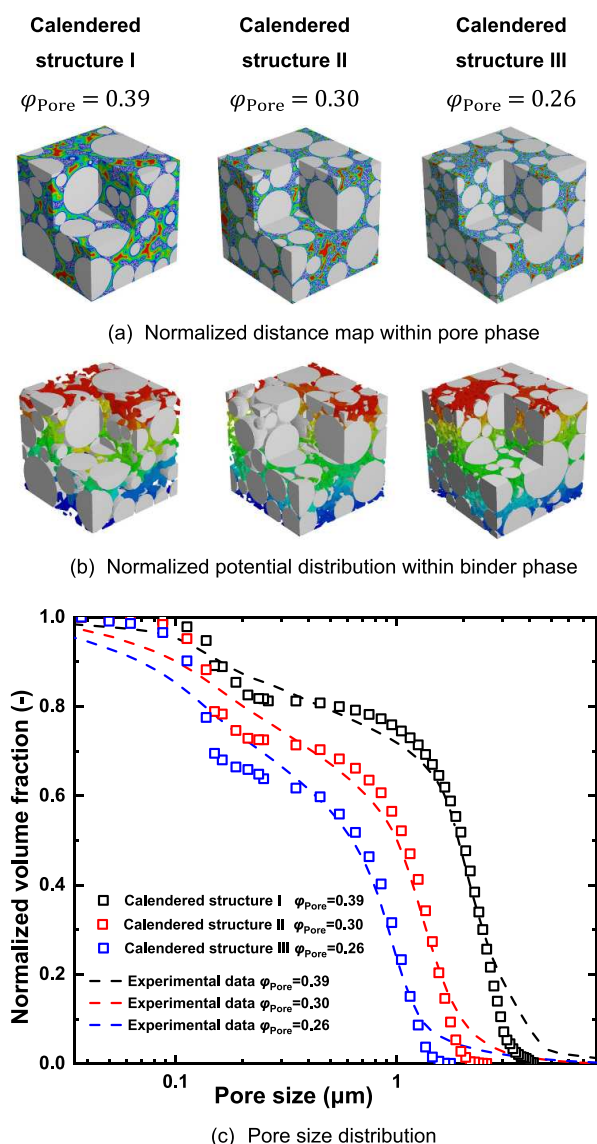 Calendered Calendered Calendered
structure I structure II structure III
φPore = 0.39 φPore = 0.30 φPore = 0.26
(a) Normalized distance map within pore phase
(b) Normalized potential distribution within binder phase
1.0
0.8
0.6
0.4
0.2
0.0
Normalized volume fraction (-)
Calendered structure I φPore=0.39
Calendered structure II φPore=0.30
Calendered structure III φPore=0.26
Experimental data φPore=0.39
Experimental data φPore=0.30
Experimental data φPore=0.26
0.1 1
Pore size (μm)
(c) Pore size distribution